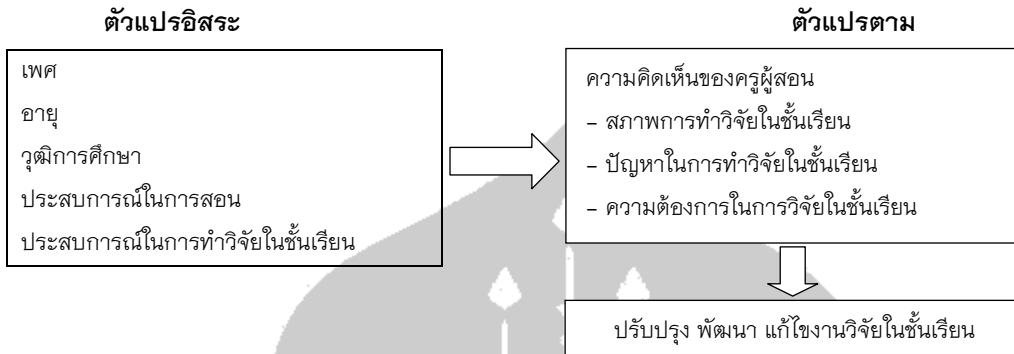 ตัวแปรอิสระ
เพศ
อายุ
วุฒิการศึกษา
ประสบการณ์ในการสอน
ประสบการณ์ในการทำวิจัยในชั้นเรียน
ตัวแปรตาม
ความคิดเห็นของครูผู้สอน
– สภาพการทำวิจัยในชั้นเรียน
– ปัญหาในการทำวิจัยในชั้นเรียน
– ความต้องการในการวิจัยในชั้นเรียน
ปรับปรุง พัฒนา แก้ไขงานวิจัยในชั้นเรียน